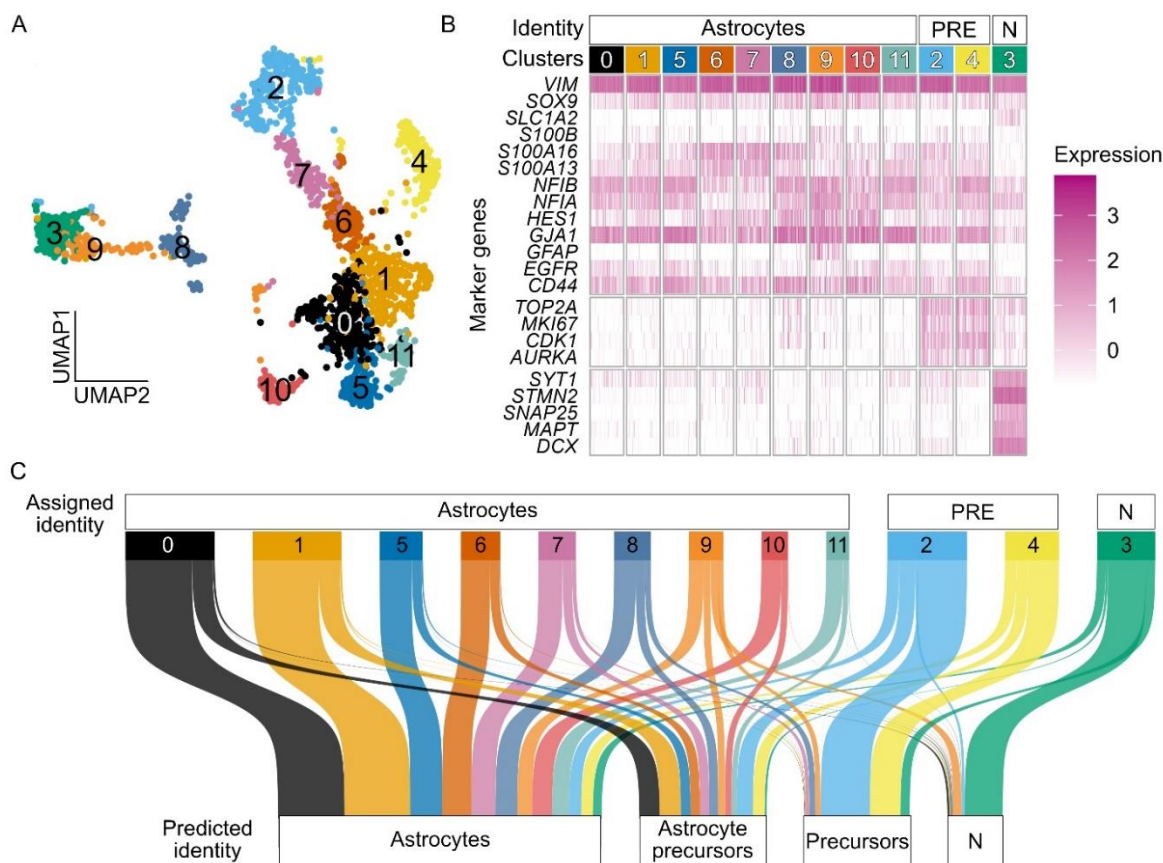 A
2
7
4
3
9
8
6
1
0
11
10
5
UMAP1
UMAP2
B
Identity Astrocytes PRE N
Clusters 0 1 5 6 7 8 9 10 11 2 4 3
Marker genes
VIM
SOX9
SLC1A2
S100B
S100A16
S100A13
NFIB
NFIA
HES1
GJA1
GFAP
EGFR
CD44
TOP2A
MKI67
CDK1
AURKA
SYT1
STMN2
SNAP25
MAPT
DCX
Expression
3
2
1
0
C
Assigned
identity
Astrocytes PRE N
0 1 5 6 7 8 9 10 11 2 4 3
Predicted
identity
Astrocytes
Astrocyte
precursors
Precursors
N